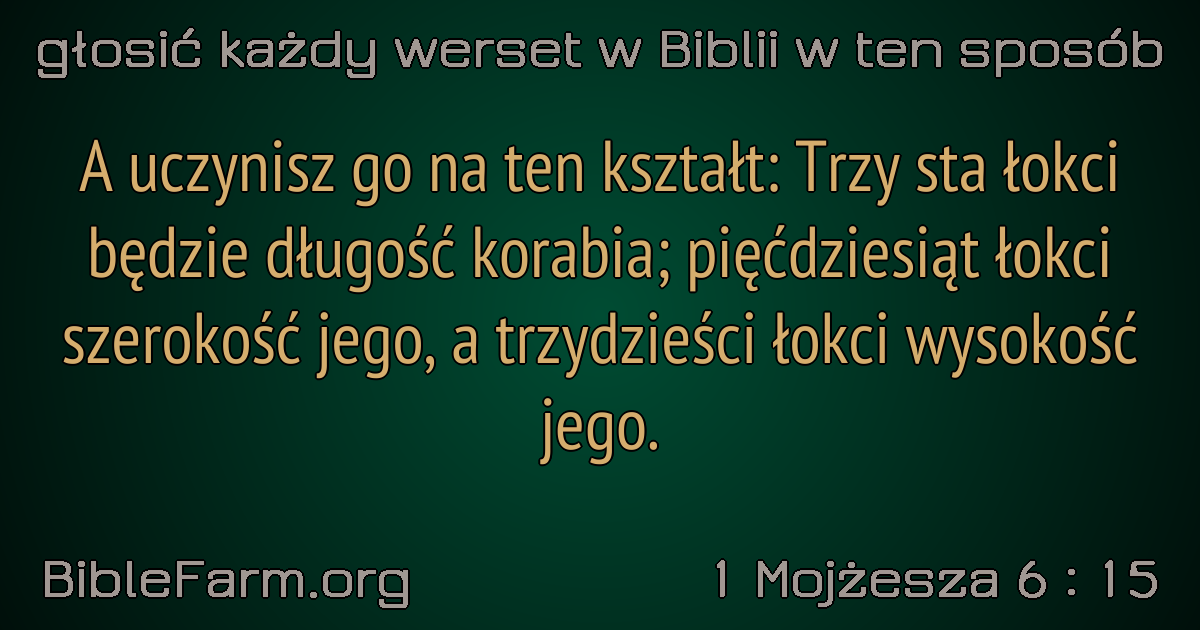 głosić każdy werset w Biblii w ten sposób
A uczynisz go na ten kształt: Trzy sta łokci
będzie długość korabia; pięćdziesiąt łokci
szerokość jego, a trzydzieści łokci wysokość
jego.
BibleFarm.org
1 Mojżesza 6 : 15